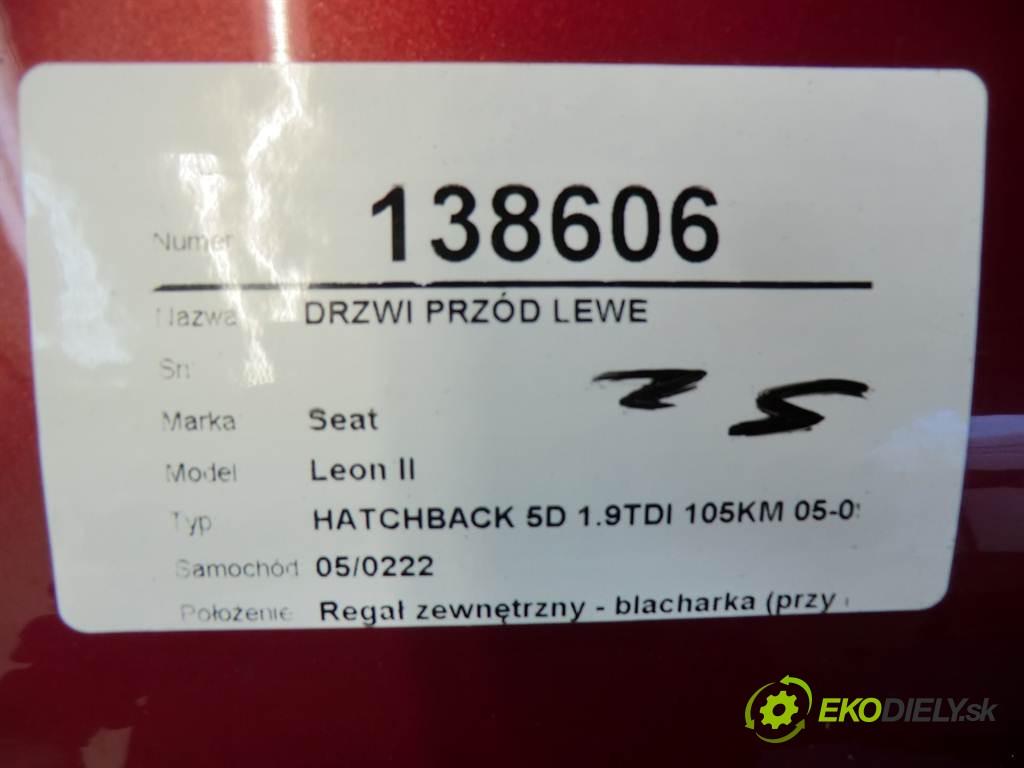 Numer 138606
Nazwa DRZWI PRZÓD LEWE
Sn:
Marka Seat
Model Leon II
Typ HATCHBACK 5D 1.9TDI 105KM 05-0
Samochód 05/0222
Położenie Regał zewnętrzny - blacharka (przy
EKODIELY.sk